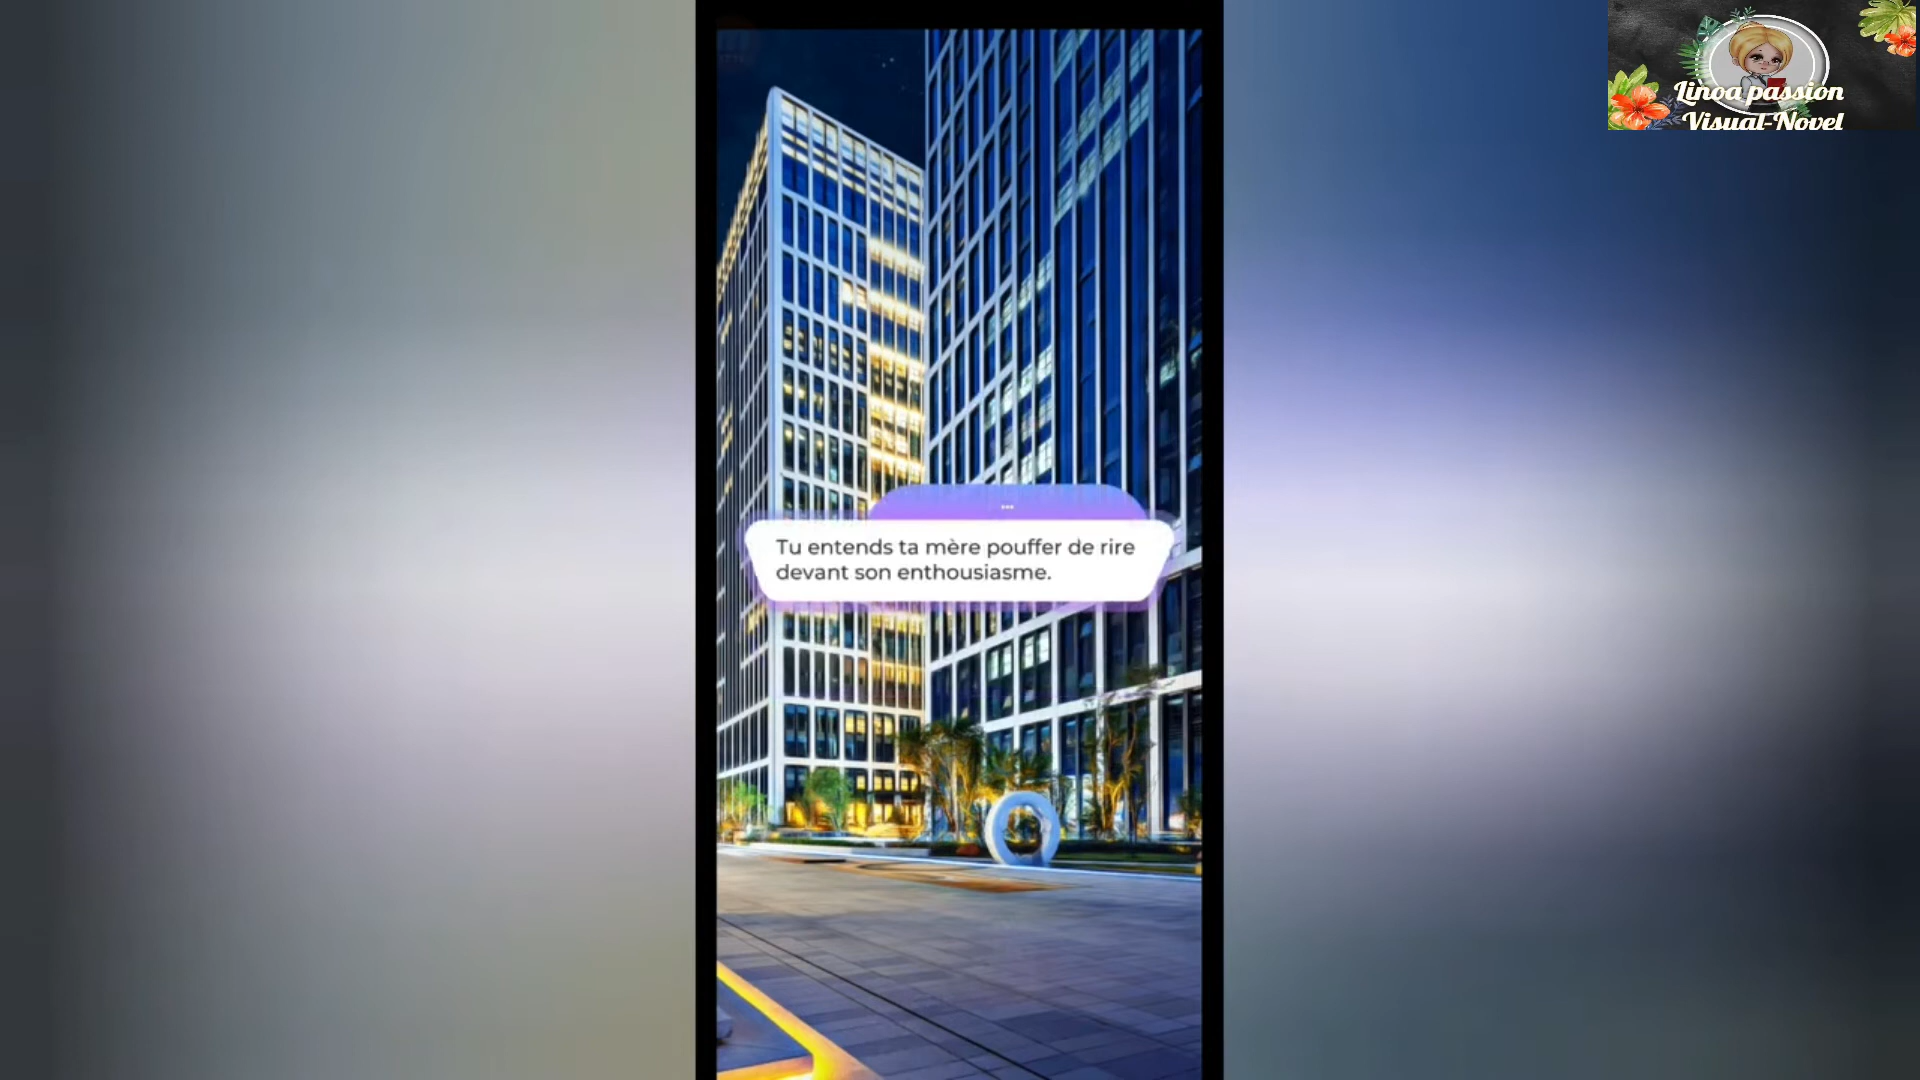 Linoa passion
Visual-Novel
...
Tu entends ta mère pouffer de rire
devant son enthousiasme.